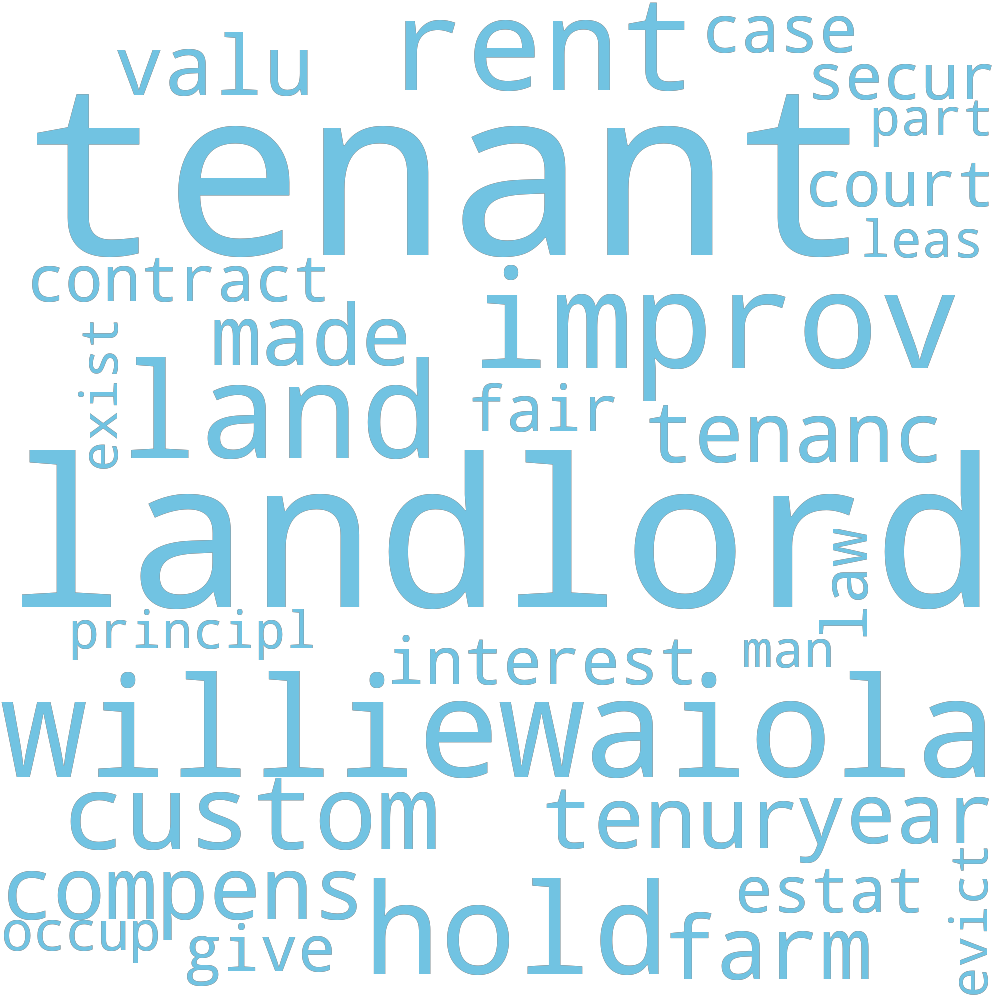 rent
case
valu
secur
tenant
part
court
leas
contract
improv
made
exist
land
fair
tenanc
landlord
law
principl
interest
man
williewaiola
custom
tenur
year
compens
estat
evict
occup
give
hold
farm